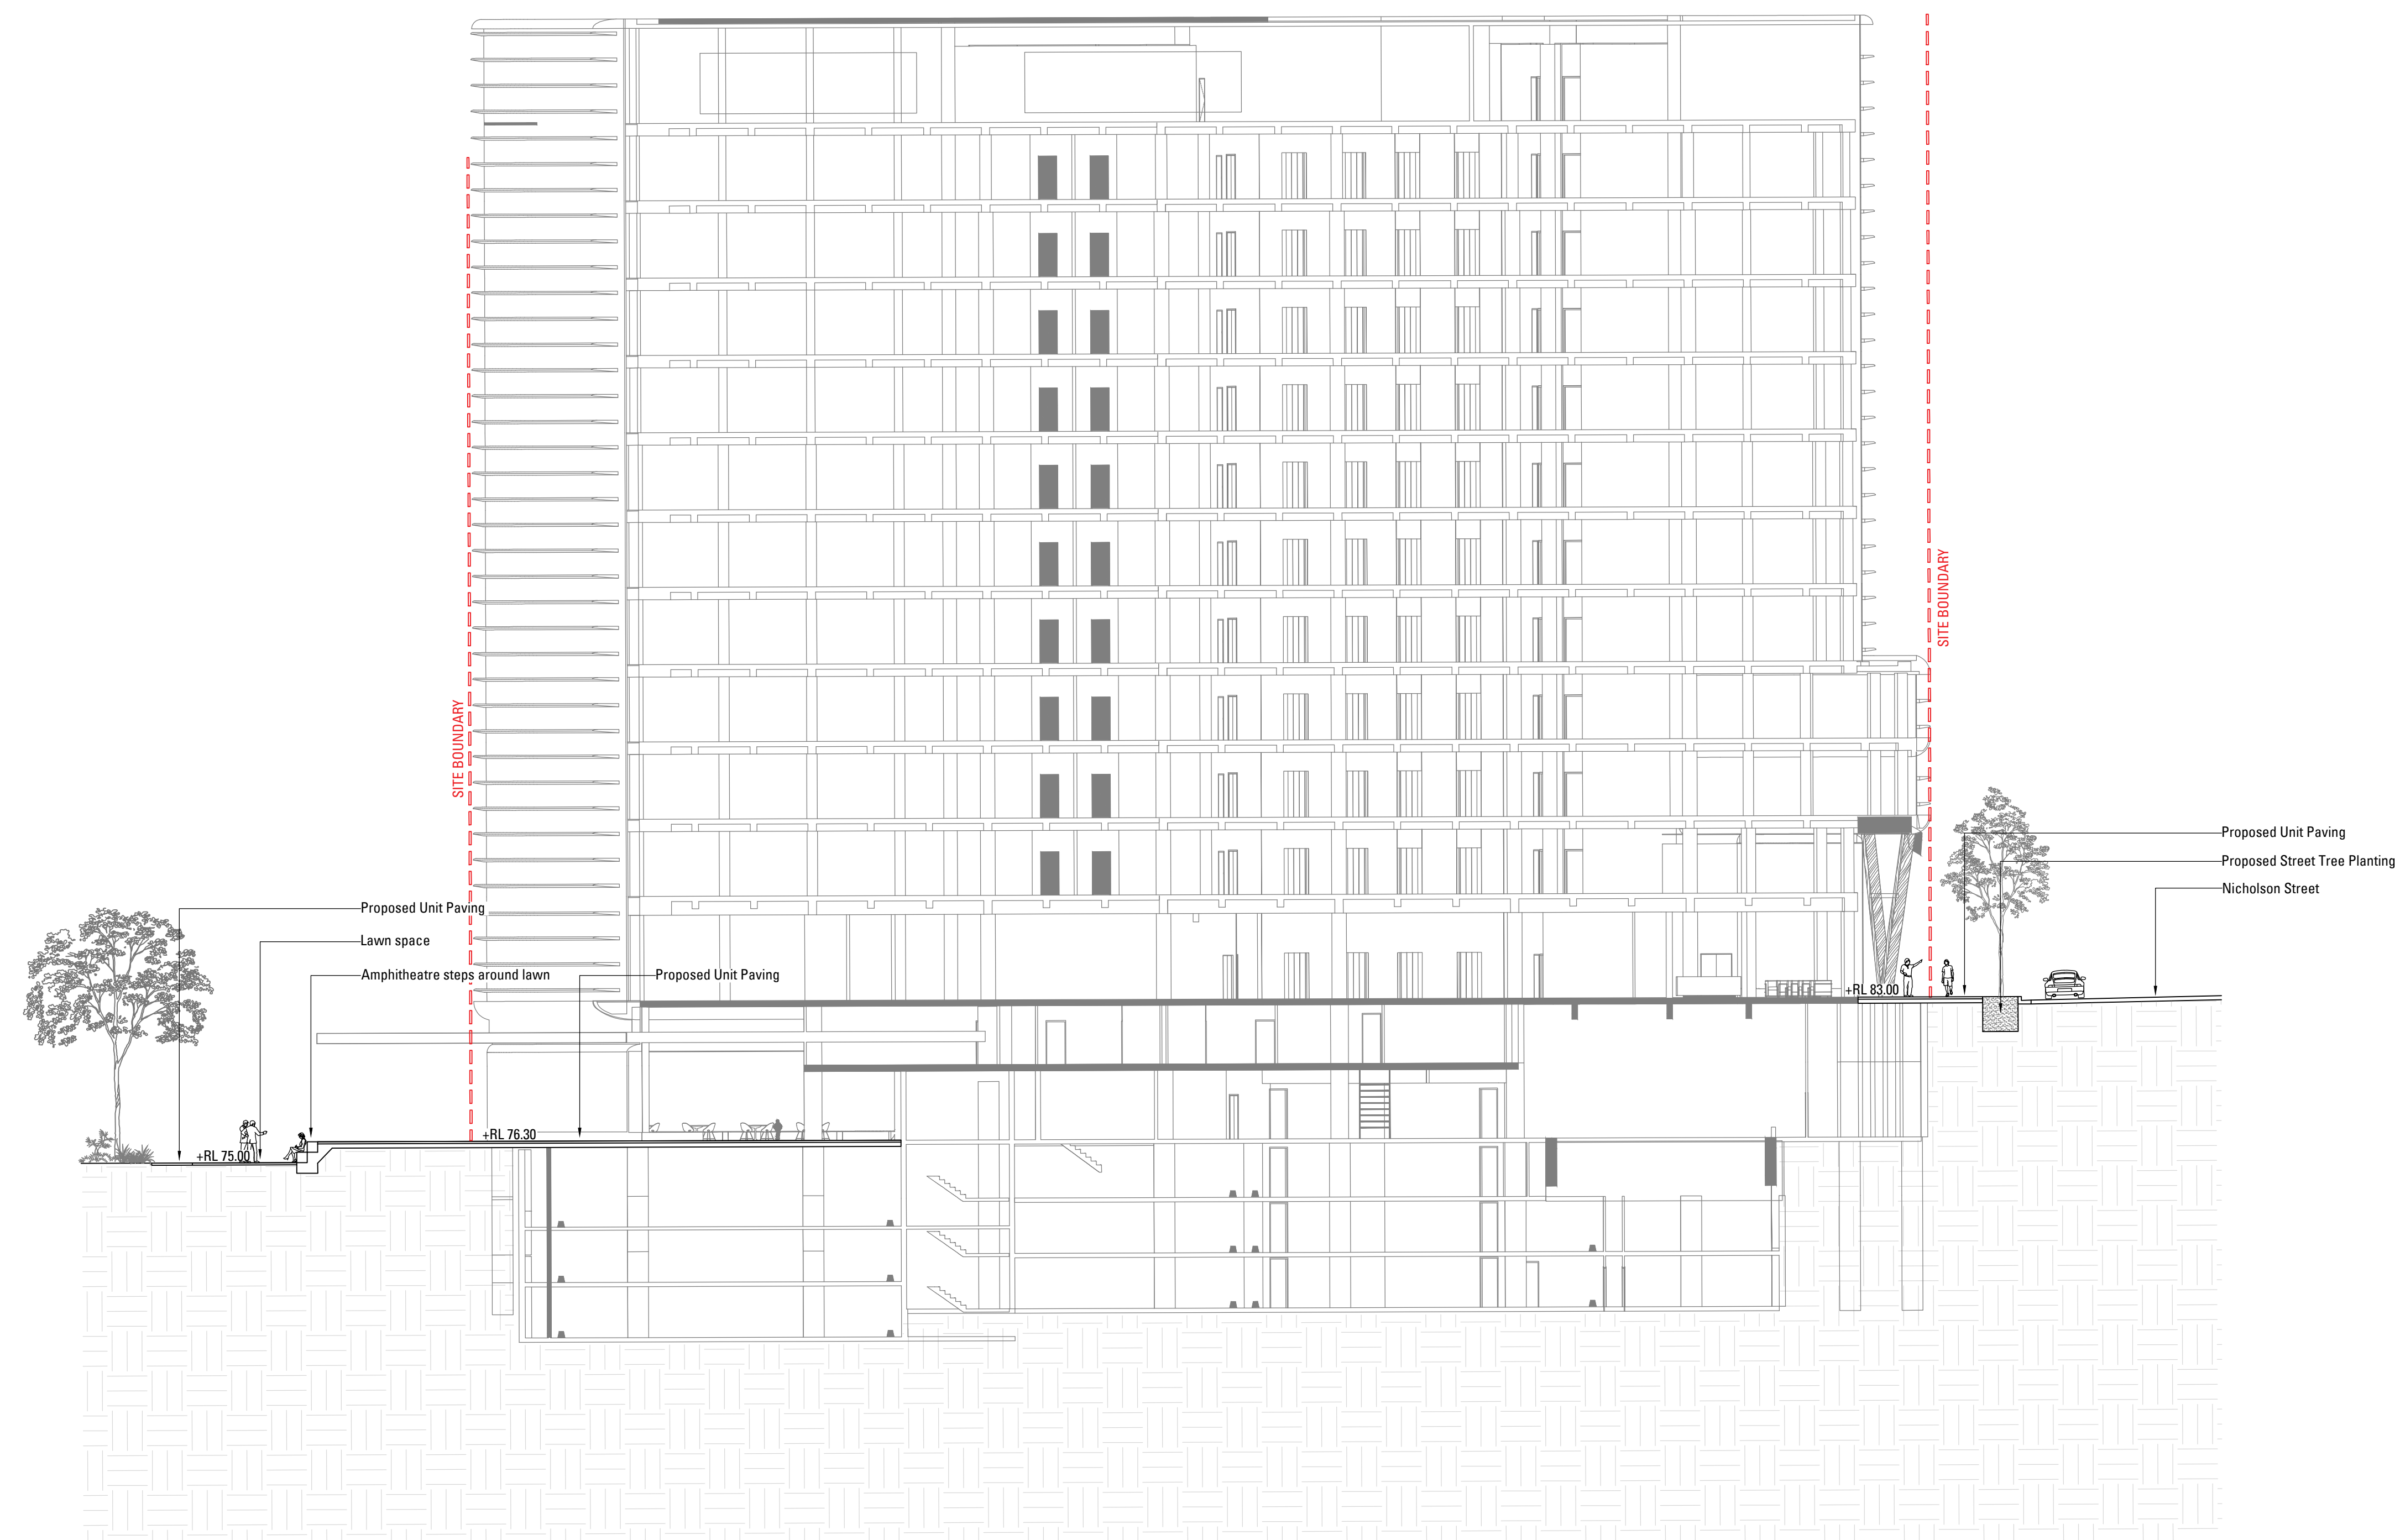 SITE BOUNDARY
SITE BOUNDARY
Proposed Unit Paving
Proposed Street Tree Planting
Nicholson Street
Proposed Unit Paving
Lawn space
Amphitheatre steps around lawn
Proposed Unit Paving
+RL 83.00
+RL 76.30
+RL 75.00